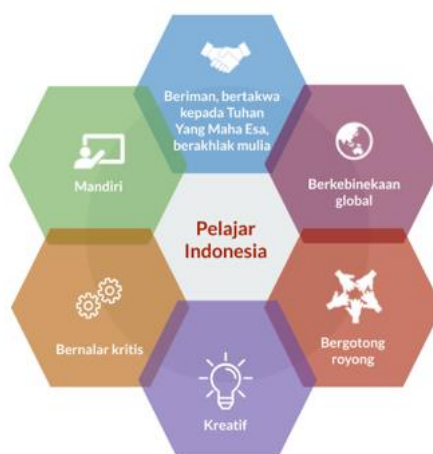 Beriman, bertakwa
kepada Tuhan
Yang Maha Esa,
berakhlak mulia
Mandiri
Berkebinekaan
global
Pelajar
Indonesia
Bernalar kritis
Bergotong
royong
Kreatif